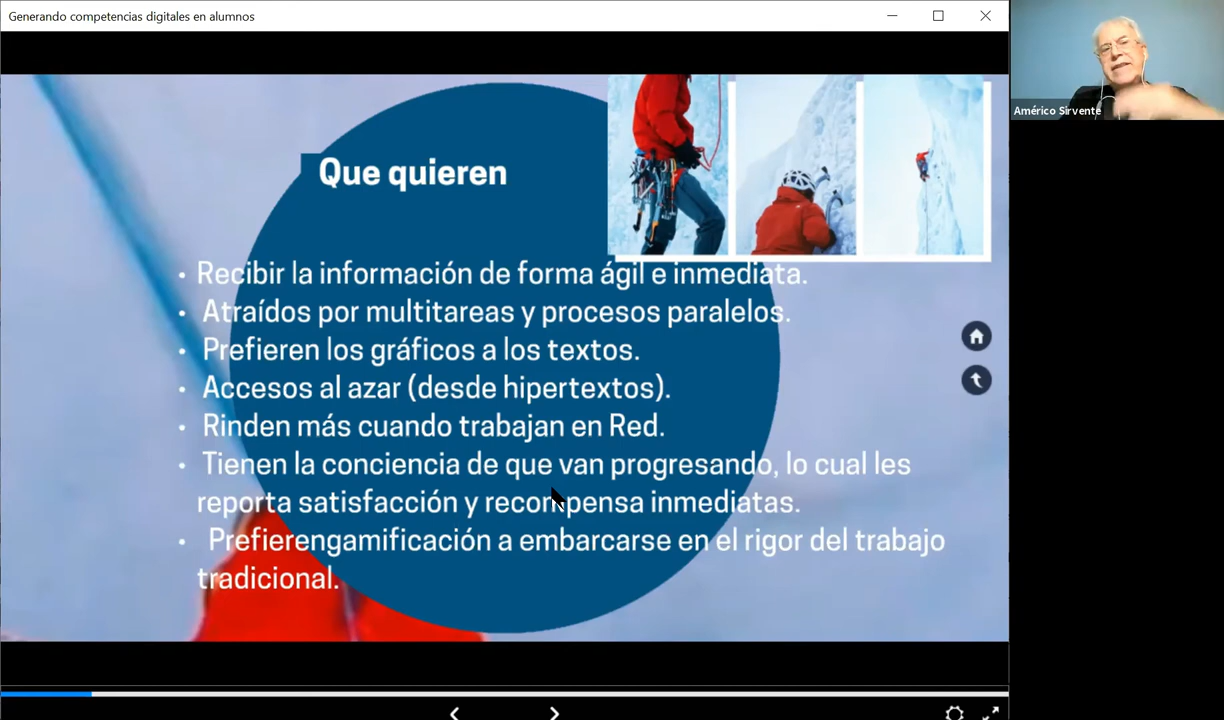 Generando competencias digitales en alumnos
Américo Sirvente
Que quieren
• Recibir la información de forma ágil e inmediata.
• Atraídos por multitareas y procesos paralelos.
• Prefieren los gráficos a los textos.
• Accesos al azar (desde hipertextos).
• Rinden más cuando trabajan en Red.
• Tienen la conciencia de que van progresando, lo cual les
reporta satisfacción y recompensa inmediatas.
• Prefierengamificación a embarcarse en el rigor del trabajo
tradicional.